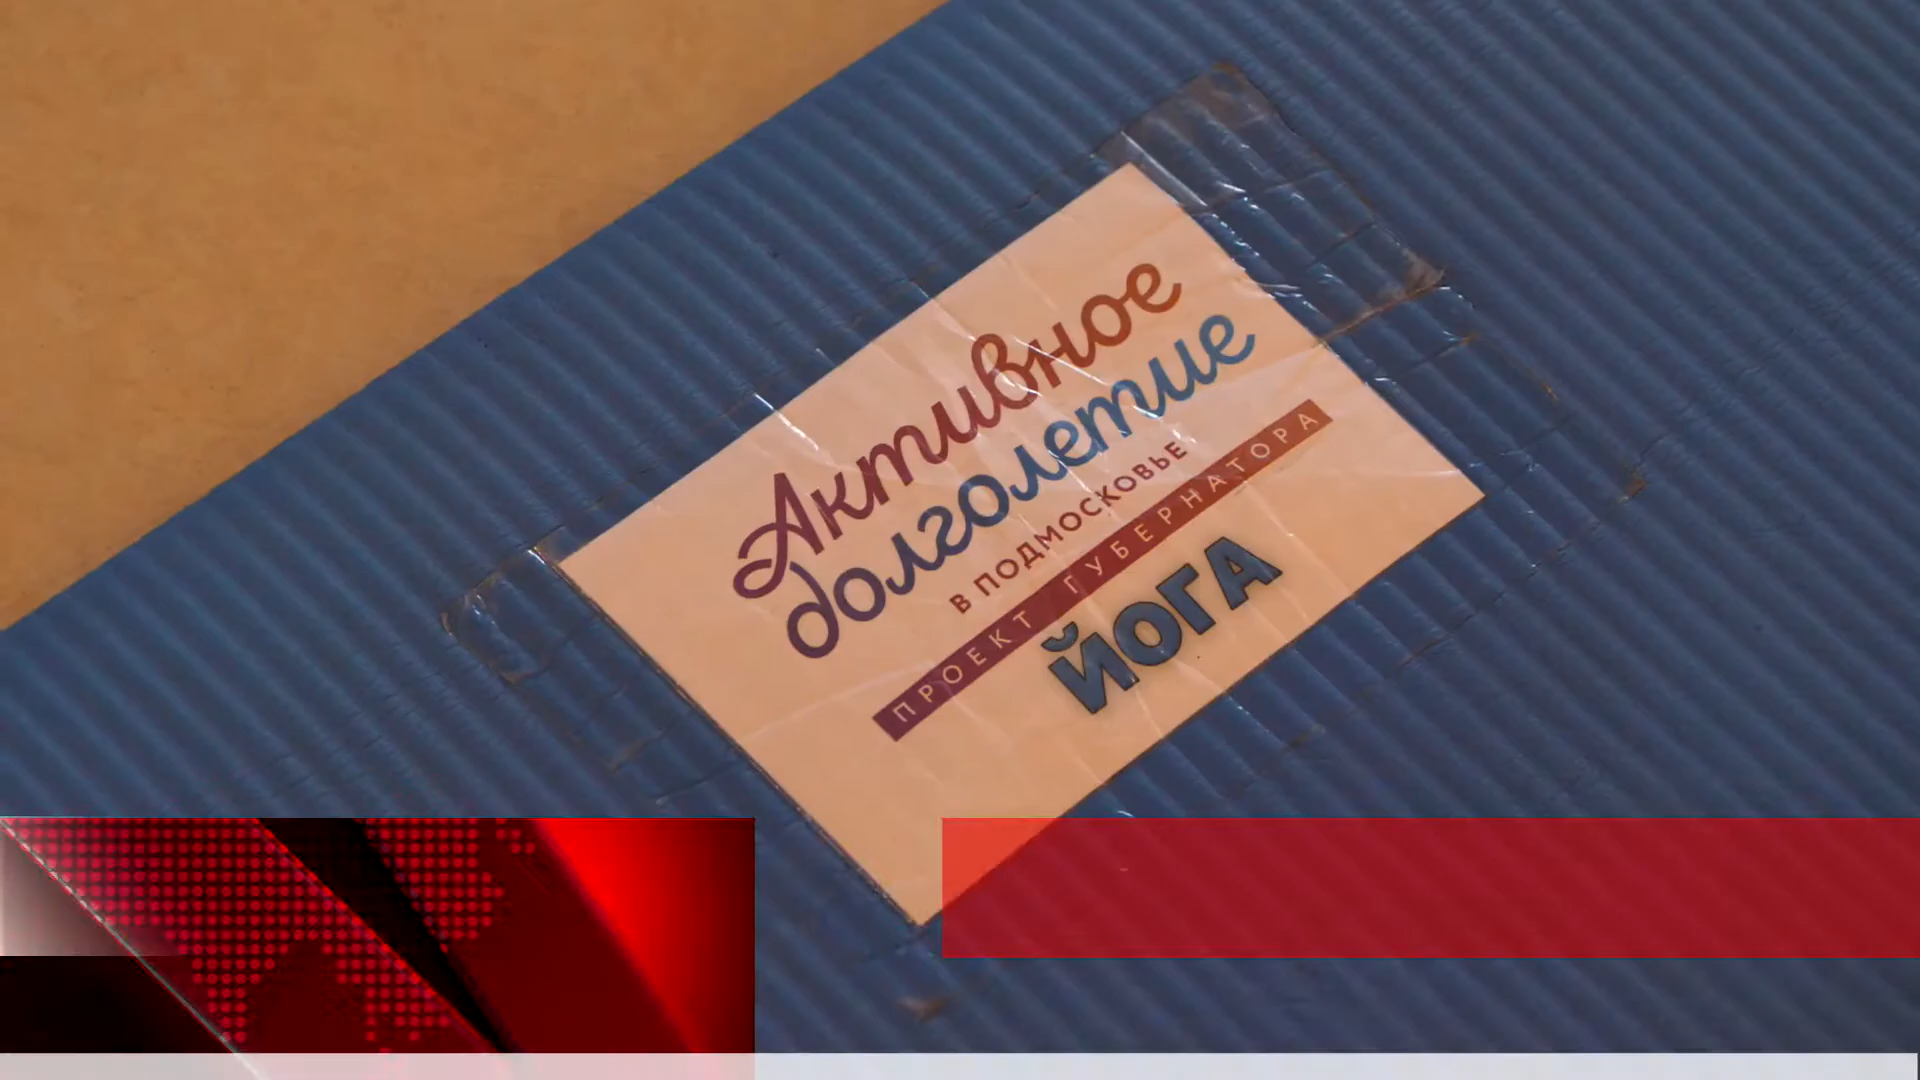 Активное
долголетие
В ПОДМОСКОВЬЕ
ПРОЕКТ ГУБЕРНАТОРА
ЙОГА